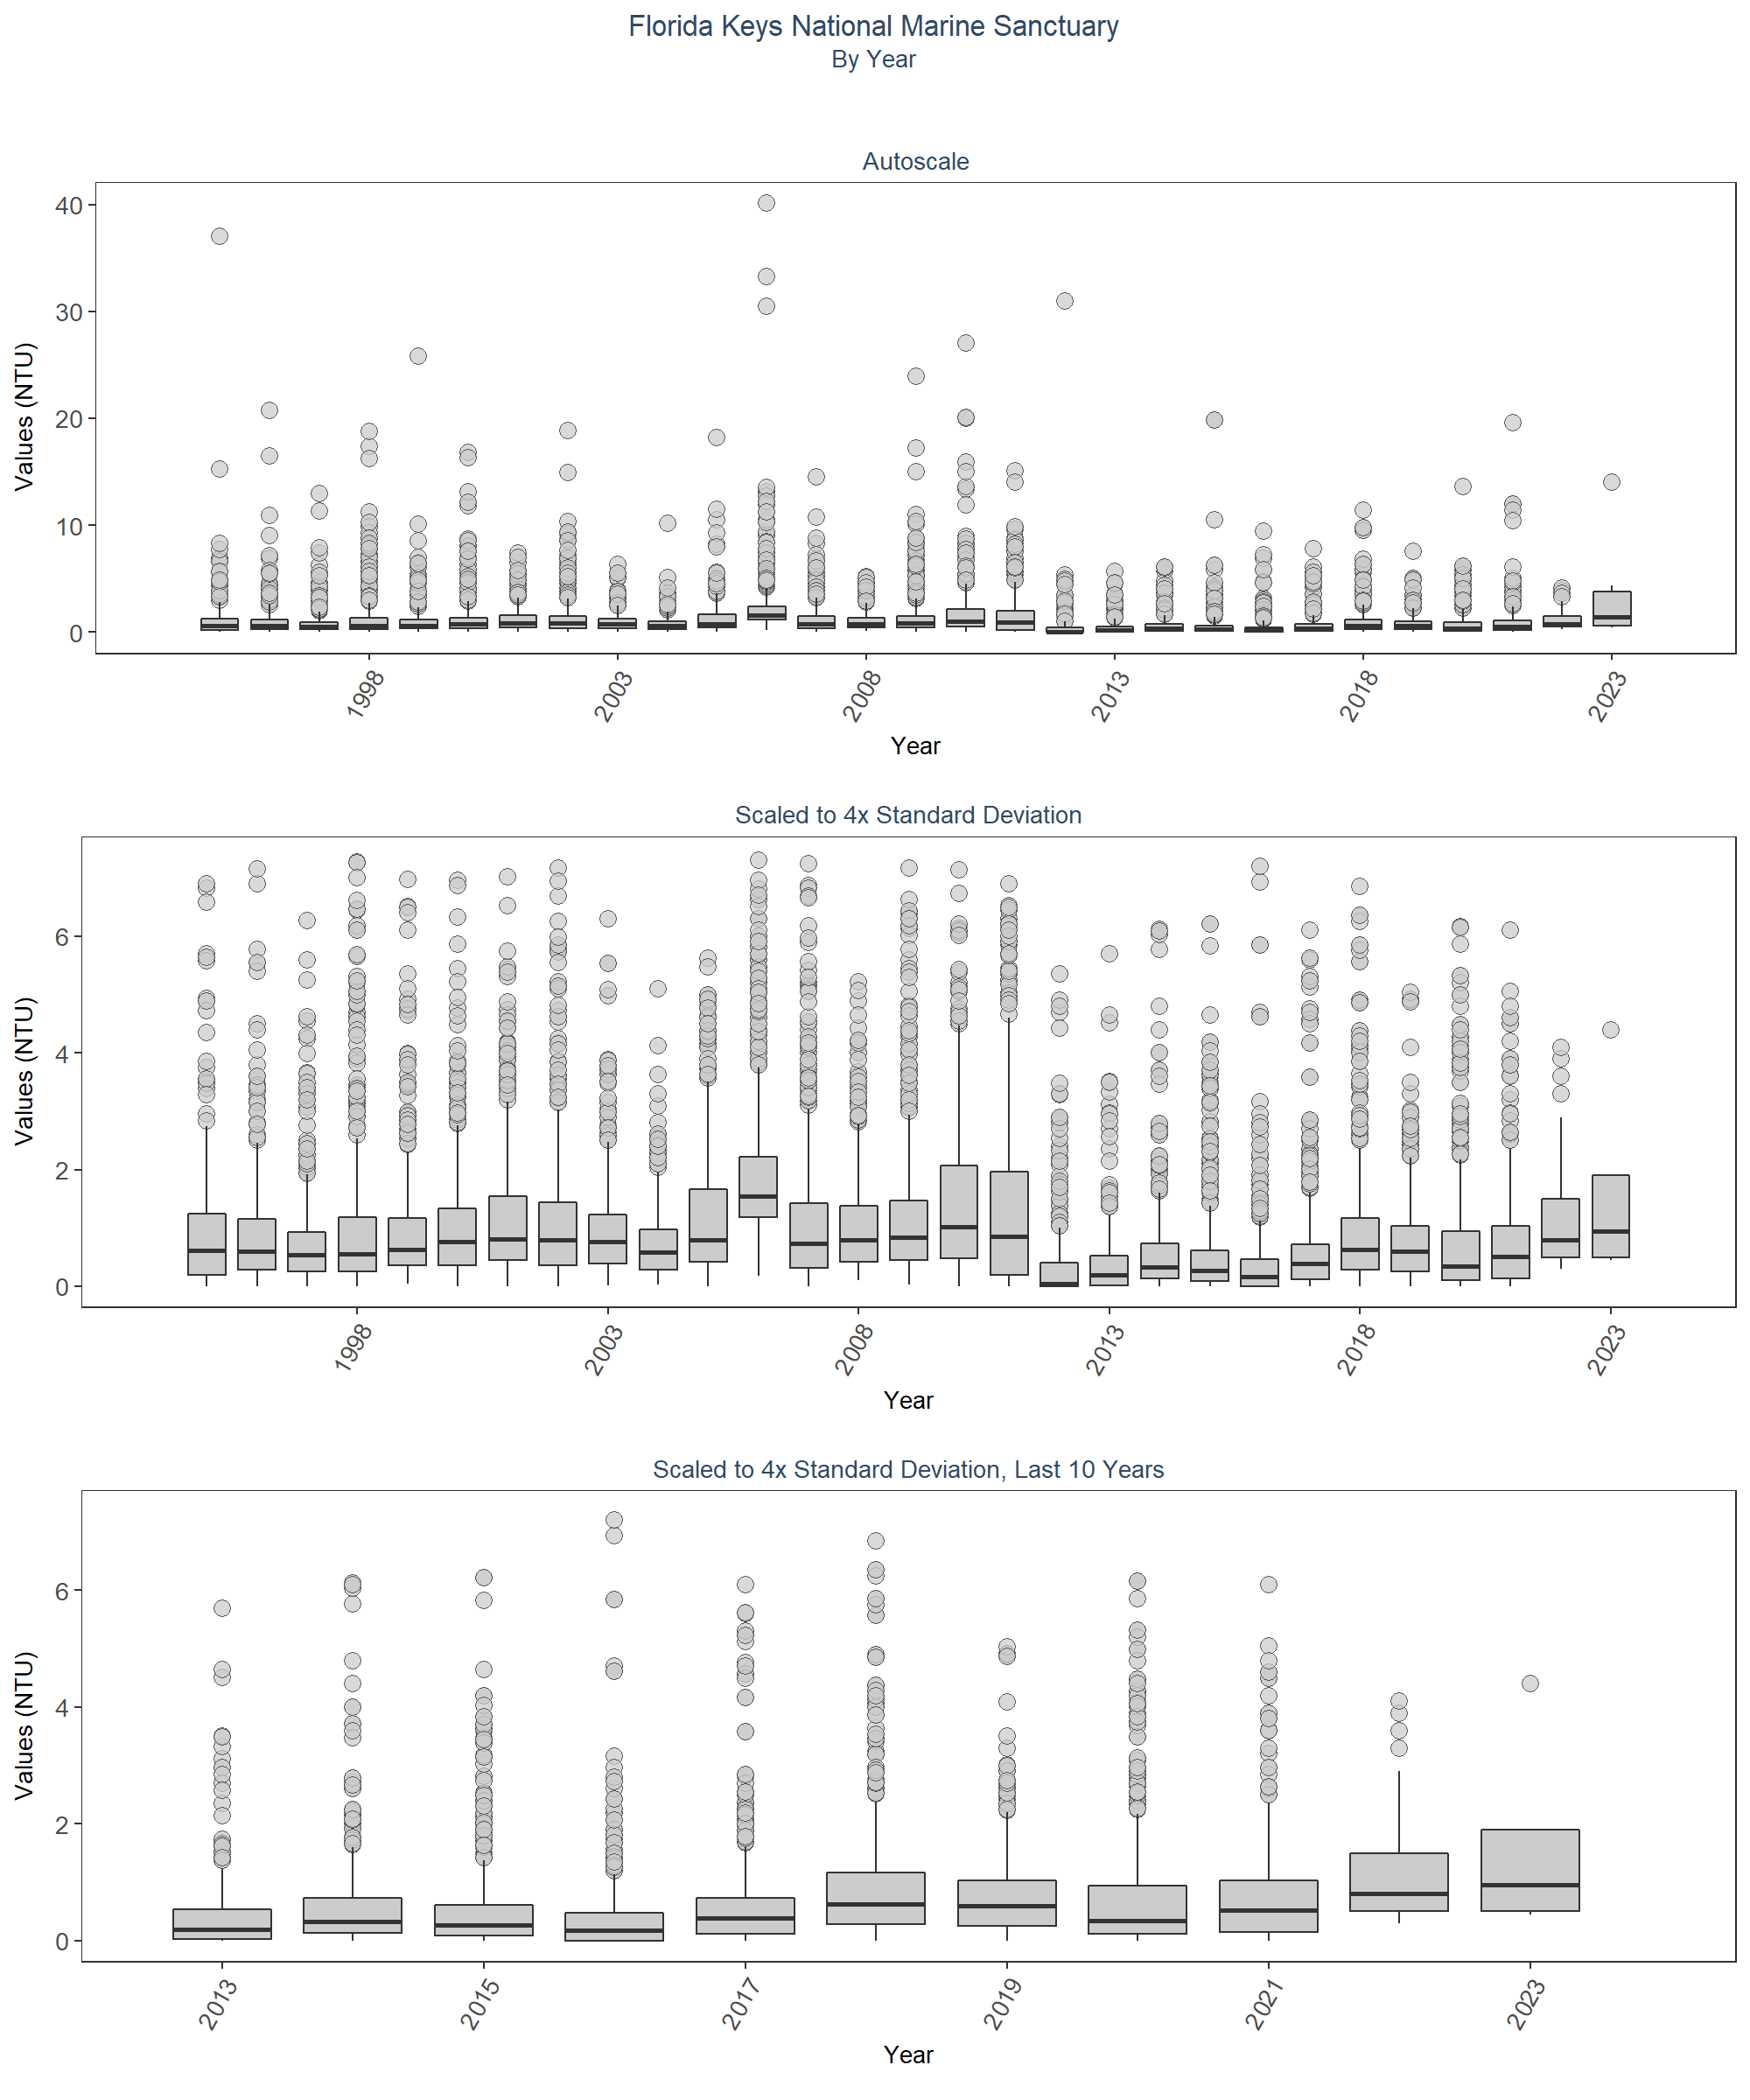 Florida Keys National Marine Sanctuary
By Year
Autoscale
Values (NTU)
40
30
20
10
0
1998
2003
2008
2013
2018
2023
Year
Scaled to 4x Standard Deviation
Values (NTU)
6
4
2
0
1998
2003
2008
2013
2018
2023
Year
Scaled to 4x Standard Deviation, Last 10 Years
Values (NTU)
6
4
2
0
2013
2015
2017
2019
2021
2023
Year